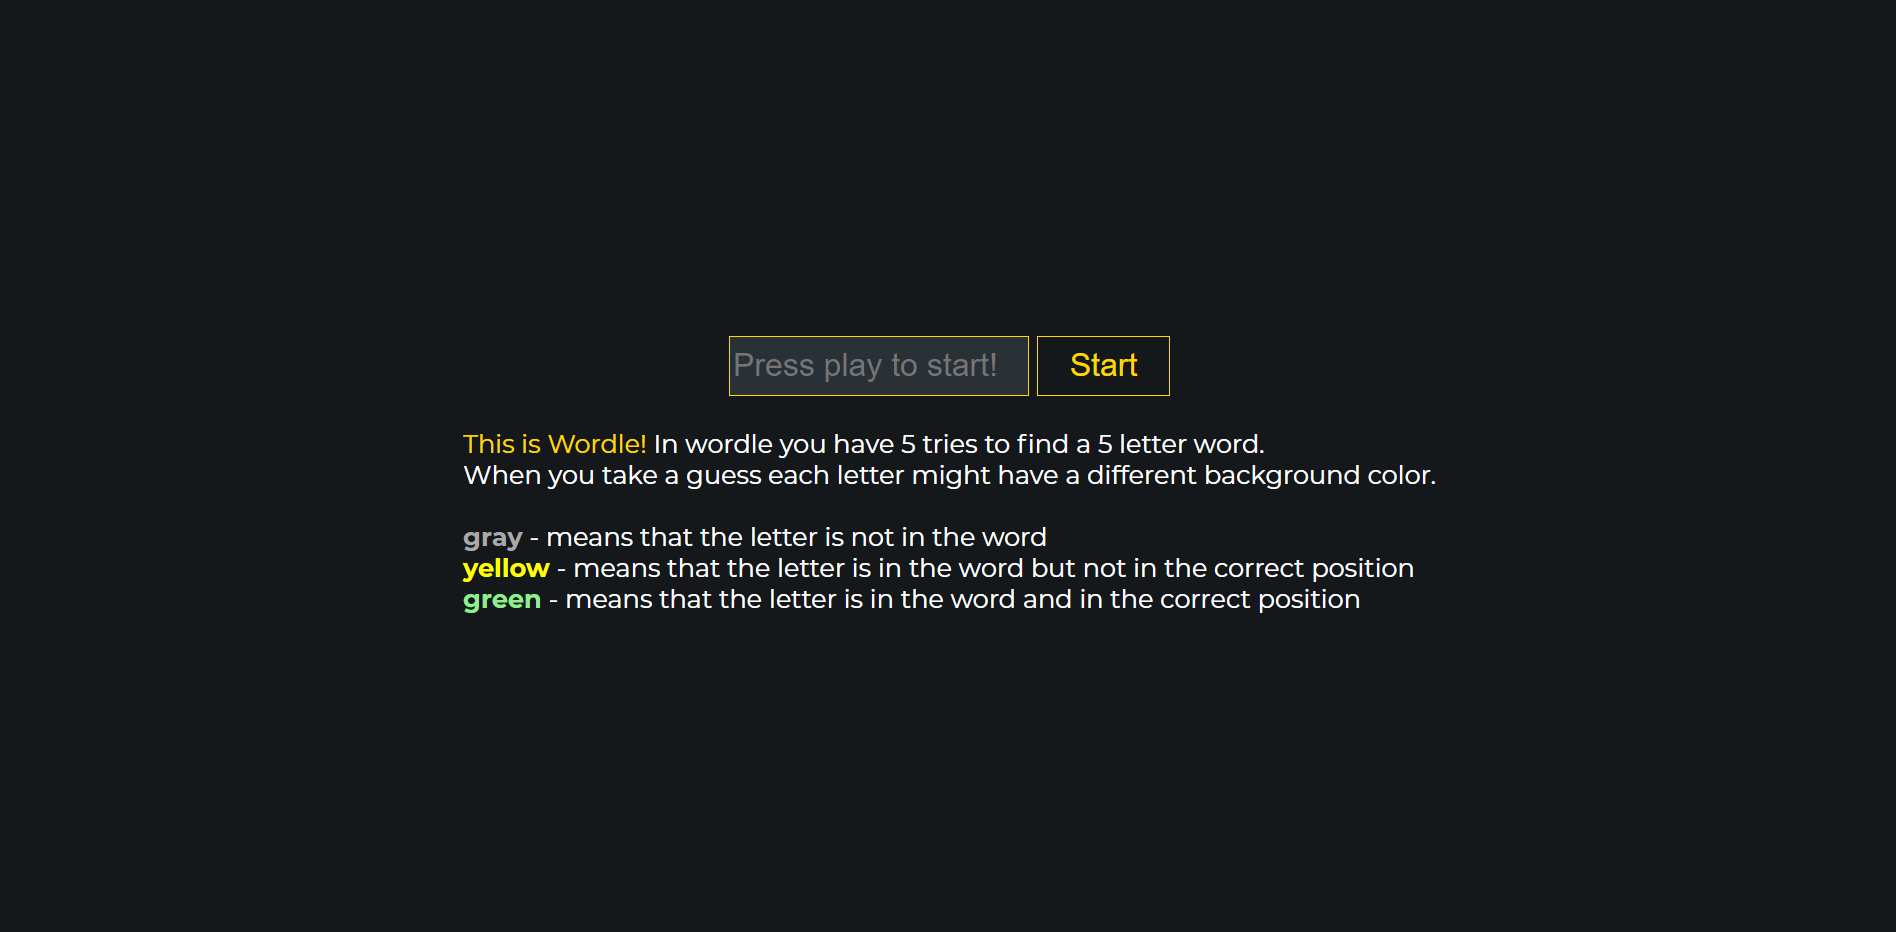 Press play to start! Start
This is Wordle! In wordle you have 5 tries to find a 5 letter word.
When you take a guess each letter might have a different background color.
gray - means that the letter is not in the word
yellow - means that the letter is in the word but not in the correct position
green - means that the letter is in the word and in the correct position